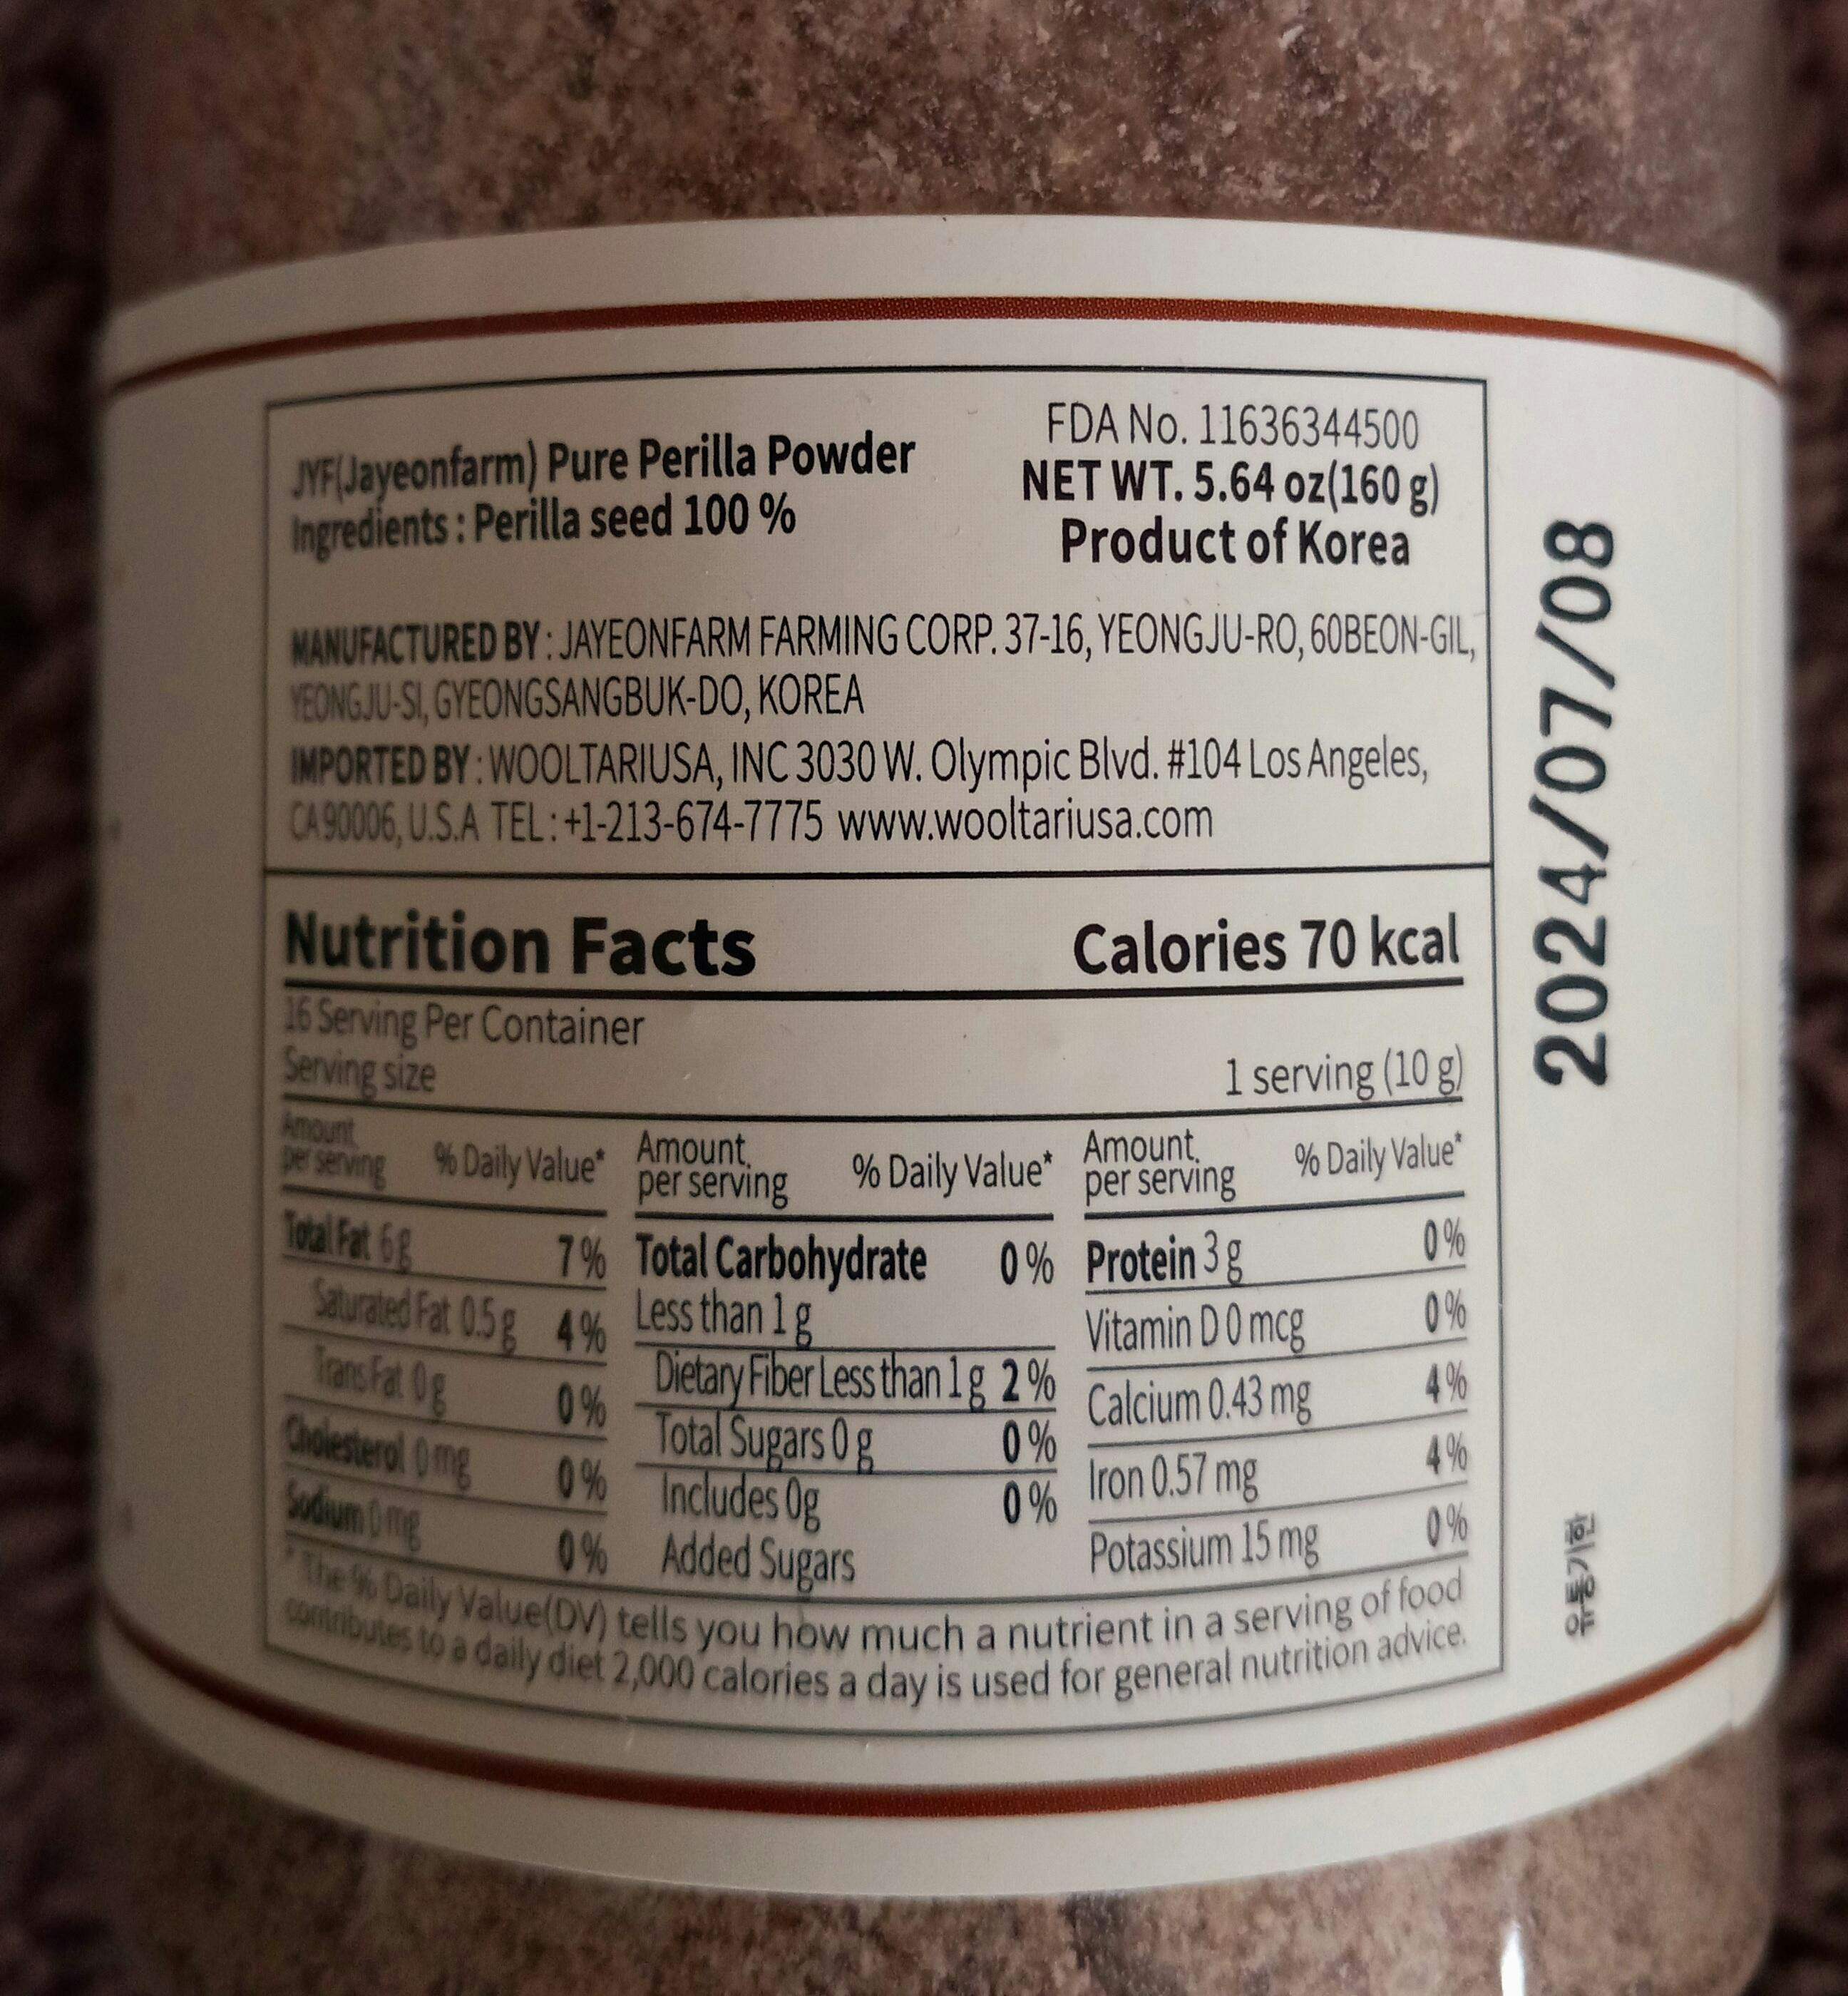 JYF(Jayeonfarm) Pure Perilla Powder
Ingredients : Perilla seed 100 %
FDA No. 11636344500
NET WT. 5.64 oz(160 g)
Product of Korea
MANUFACTURED BY : JAYEONFARM FARMING CORP. 37-16, YEONGJU-RO, 60BEON-GIL,
YEONGJU-SI, GYEONGSANGBUK-DO, KOREA
IMPORTED BY : WOOLTARIUSA, INC 3030 W. Olympic Blvd. #104 Los Angeles,
CA 90006, U.S.A TEL : +1-213-674-7775 www.wooltariusa.com
Nutrition Facts
Calories 70 kcal
16 Serving Per Container
Serving size 1 serving (10 g)
Amount per serving % Daily Value*
Total Fat 6 g 7 %
Saturated Fat 0.5 g 4 %
Trans Fat 0 g 0 %
Cholesterol 0 mg 0 %
Sodium 0 mg 0 %
Amount per serving % Daily Value*
Total Carbohydrate 0 %
Less than 1 g
Dietary Fiber Less than 1 g 2 %
Total Sugars 0 g 0 %
Includes 0g 0 %
Added Sugars
Amount per serving % Daily Value*
Protein 3 g 0 %
Vitamin D 0 mcg 0 %
Calcium 0.43 mg 4 %
Iron 0.57 mg 4 %
Potassium 15 mg 0 %
* The % Daily Value(DV) tells you how much a nutrient in a serving of food
contributes to a daily diet 2,000 calories a day is used for general nutrition advice.
유통기한
2024/07/08